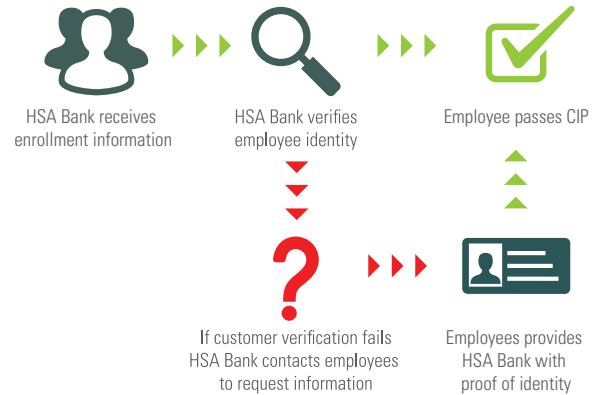 HSA Bank receives
enrollment information
HSA Bank verifies
employee identity
Employee passes CIP
If customer verification fails
HSA Bank contacts employees
to request information
Employees provides
HSA Bank with
proof of identity